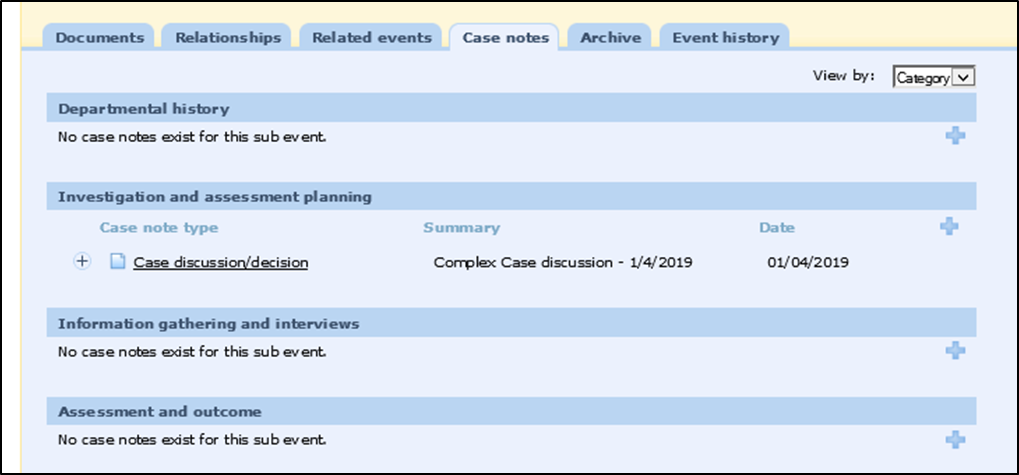 Documents Relationships Related events Case notes Archive Event history
View by: Category
Departmental history
No case notes exist for this sub event.
Investigation and assessment planning
Case note type Summary Date
Case discussion/decision Complex Case discussion - 1/4/2019 01/04/2019
Information gathering and interviews
No case notes exist for this sub event.
Assessment and outcome
No case notes exist for this sub event.